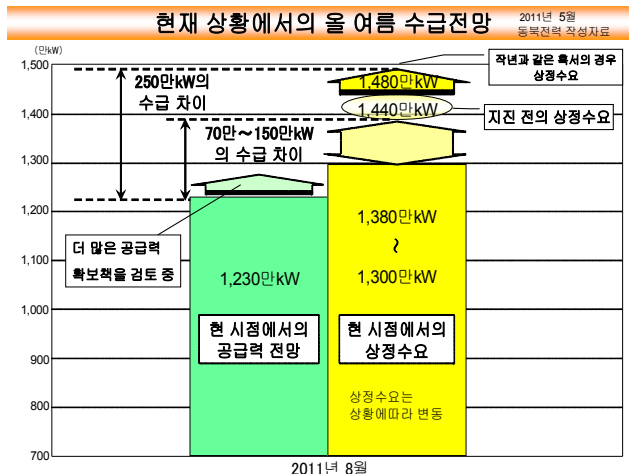 현재 상황에서의 올 여름 수급전망
2011년 5월
동북전력 작성자료
(만kW)
1,500
1,400
1,300
1,200
1,100
1,000
900
800
700
250만kW의
수급 차이
70만～150만kW
의 수급 차이
더 많은 공급력
확보책을 검토 중
1,230만kW
현 시점에서의
공급력 전망
작년과 같은 혹서의 경우
상정수요
1,480만kW
1,440만kW
지진 전의 상정수요
1,380만kW
～
1,300만kW
현 시점에서의
상정수요
상정수요는
상황에따라 변동
2011년 8월